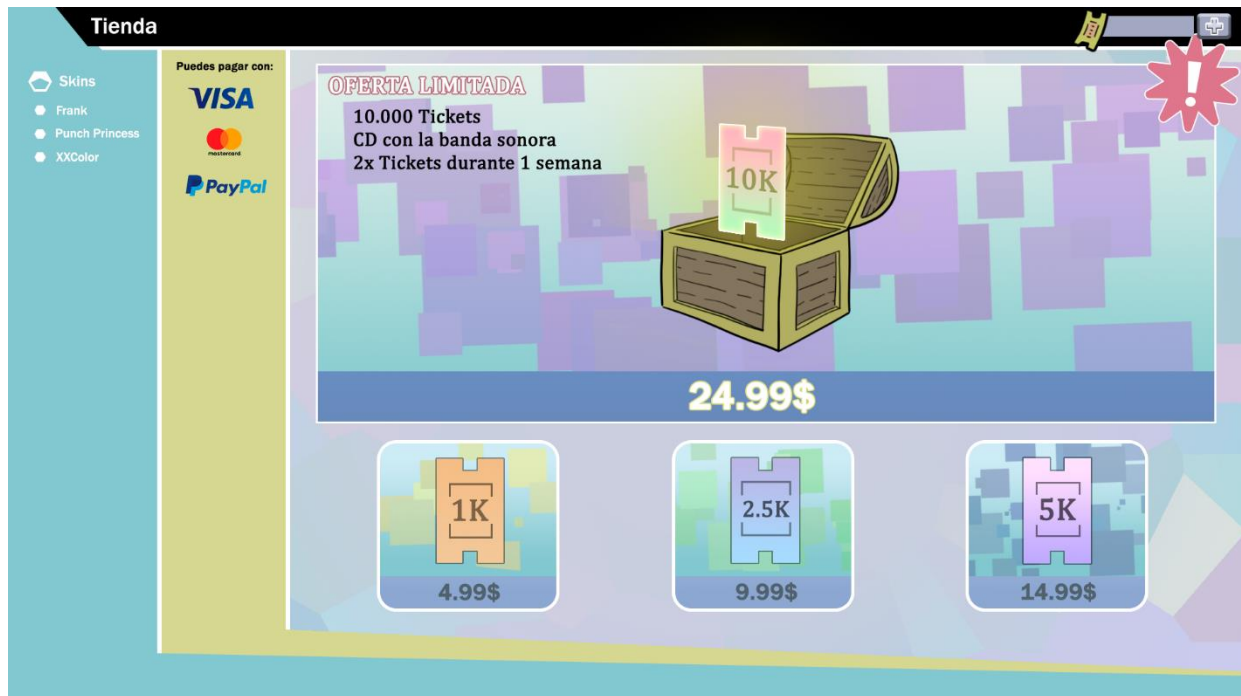 Tienda
Skins
Frank
Punch Princess
XXColor
Puedes pagar con:
VISA
mastercard
PayPal
OFERTA LIMITADA
10.000 Tickets
CD con la banda sonora
2x Tickets durante 1 semana
10K
24.99$
1K
4.99$
2.5K
9.99$
5K
14.99$
!